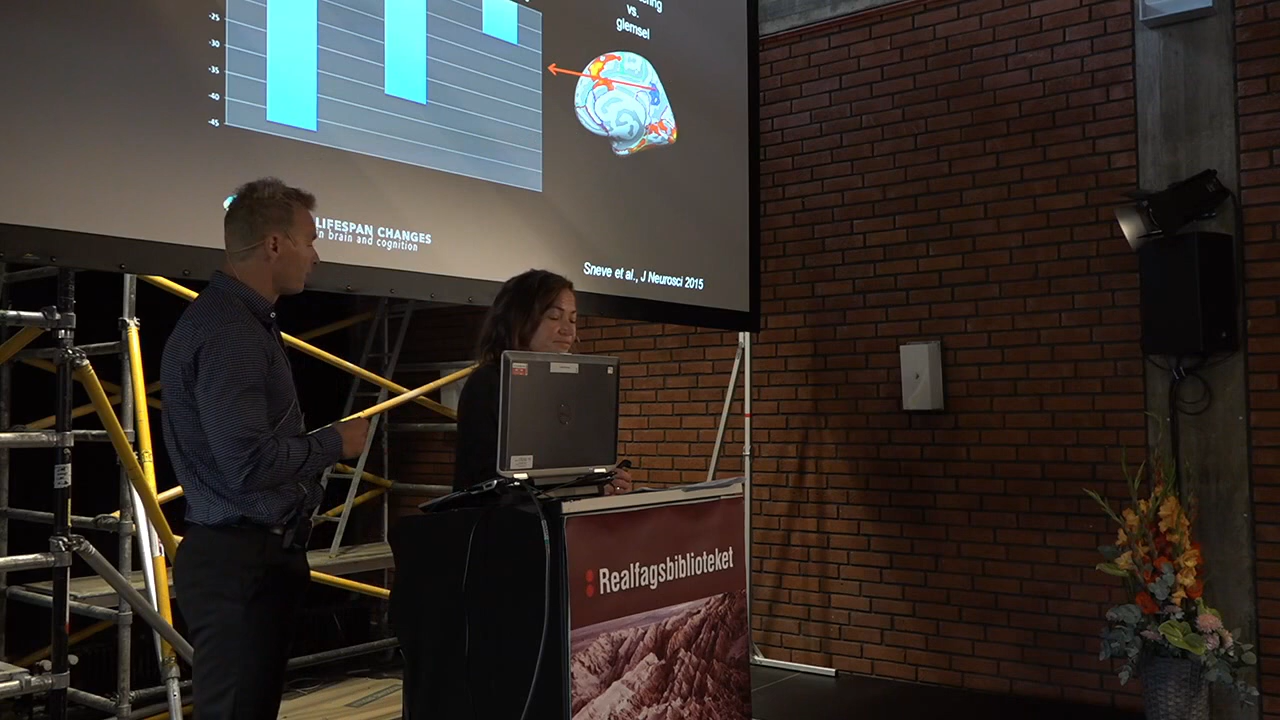 vs.
glemsel
-25
-30
-35
-40
-45
LIFESPAN CHANGES
in brain and cognition
Sneve et al., J Neurosci 2015
Realfagsbiblioteket